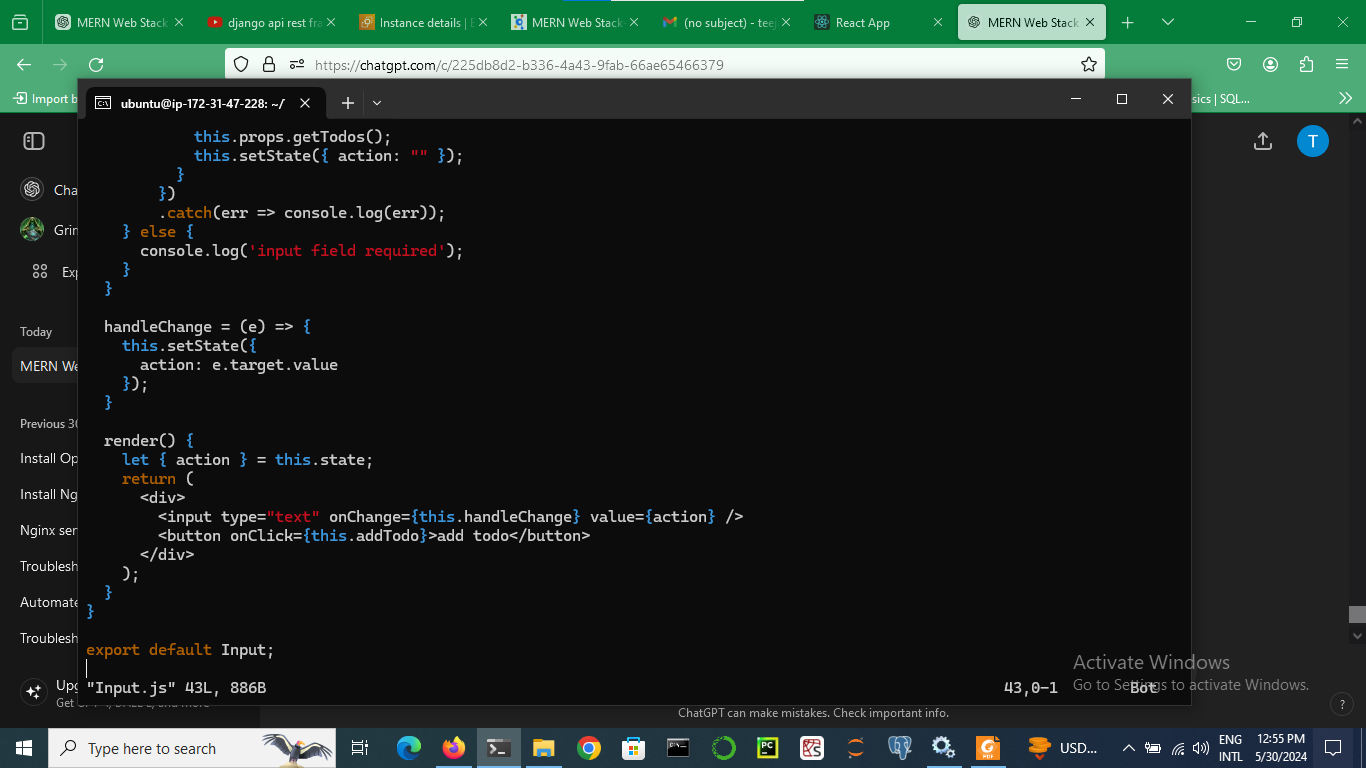 MERN Web Stack
django api rest fra
Instance details | E
MERN Web Stack-
(no subject) - teej
React App
MERN Web Stack
https://chatgpt.com/c/225db8d2-b336-4a43-9fab-66ae65466379
Import b
sics | SQL...
ubuntu@ip-172-31-47-228: ~/
T
Cha
Grin
Exp
Today
MERN We
Previous 30
Install Op
Install Ng
Nginx ser
Troublesh
Automate
Troublesh
Upg
Get GPT-4, DALL·E, and more
this.props.getTodos();
this.setState({ action: "" });
}
})
.catch(err => console.log(err));
} else {
console.log('input field required');
}
}
handleChange = (e) => {
this.setState({
action: e.target.value
});
}
render() {
let { action } = this.state;
return (
<div>
<input type="text" onChange={this.handleChange} value={action} />
<button onClick={this.addTodo}>add todo</button>
</div>
);
}
}
export default Input;
"Input.js" 43L, 886B
43,0-1
Bot
Activate Windows
Go to Settings to activate Windows.
?
ChatGPT can make mistakes. Check important info.
Type here to search
USD...
ENG
INTL
12:55 PM
5/30/2024